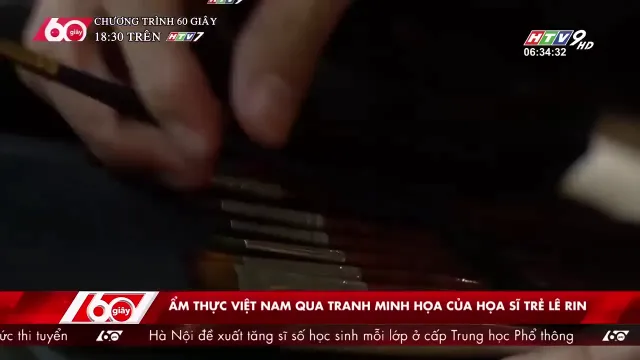 60 giây
CHƯƠNG TRÌNH 60 GIÂY
18:30 TRÊN HTV7
HTV9 HD
06:34:32
60 giây
ẨM THỰC VIỆT NAM QUA TRANH MINH HỌA CỦA HỌA SĨ TRẺ LÊ RIN
ức thi tuyển 60 Hà Nội đề xuất tăng sĩ số học sinh mỗi lớp ở cấp Trung học Phổ thông 60